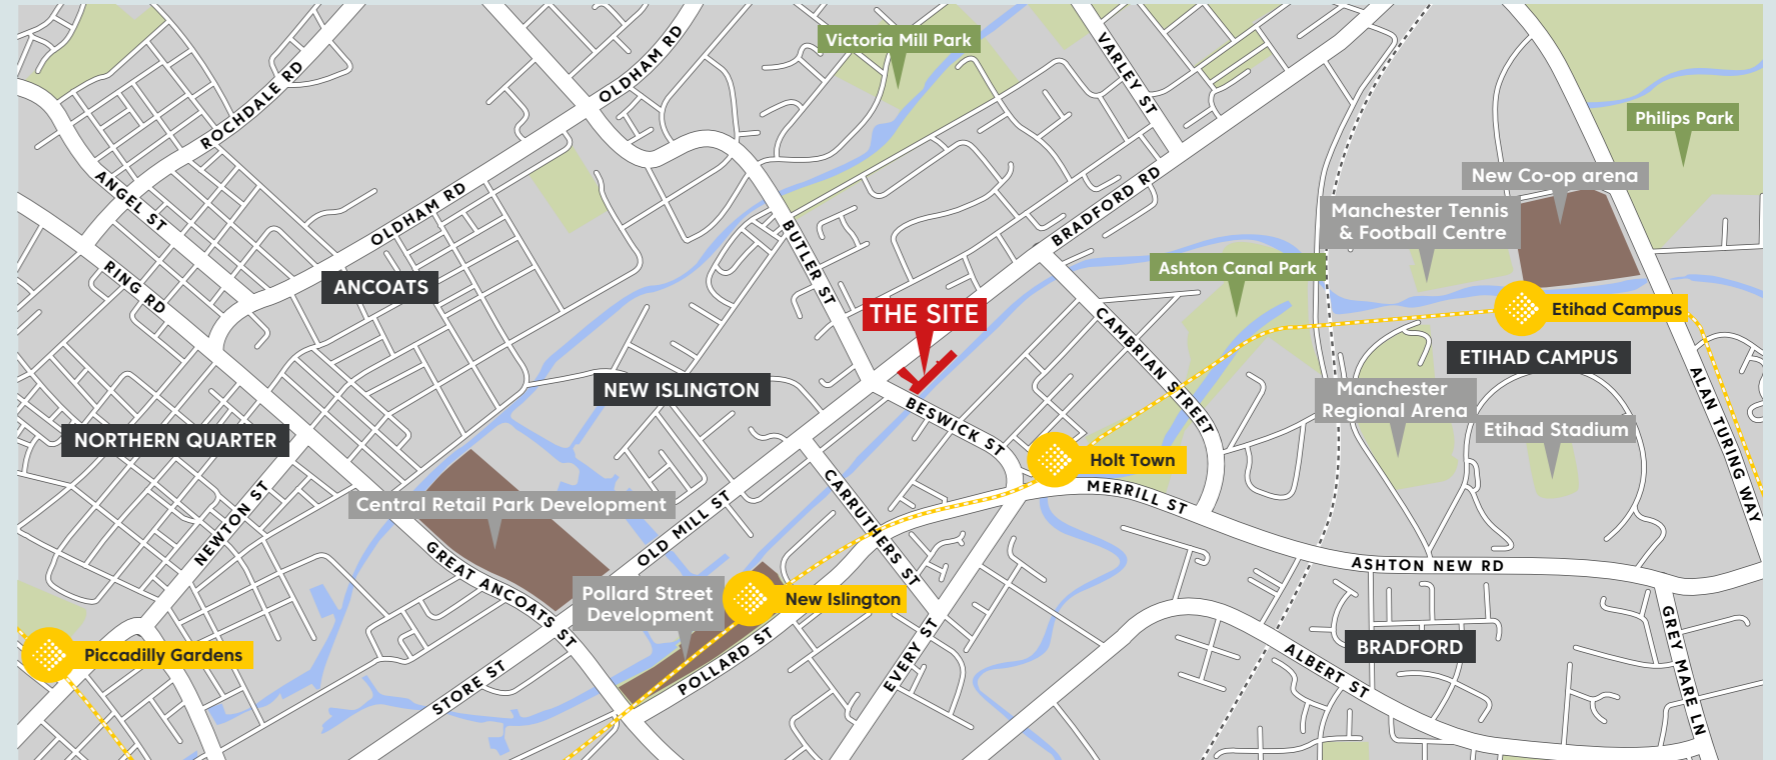 Victoria Mill Park
OLDHAM RD
VARLEY ST
ROCHDALE RD
Philips Park
New Co-op arena
ANGEL ST
OLDHAM RD
BRADFORD RD
Manchester Tennis
& Football Centre
BUTLER ST
Ashton Canal Park
RING RD
ANCOATS
THE SITE
Etihad Campus
CAMBRIAN STREET
ETIHAD CAMPUS
NEW ISLINGTON
Manchester
Regional Arena
ALAN TURING WAY
BESWICK ST
Etihad Stadium
NORTHERN QUARTER
Holt Town
MERRILL ST
CARRUTHERS ST
Central Retail Park Development
NEWTON ST
OLD MILL ST
GREAT ANCOATS ST
ASHTON NEW RD
Pollard Street
Development
New Islington
GREY MARE LN
Piccadilly Gardens
POLLARD ST
EVERY ST
BRADFORD
ALBERT ST
STORE ST